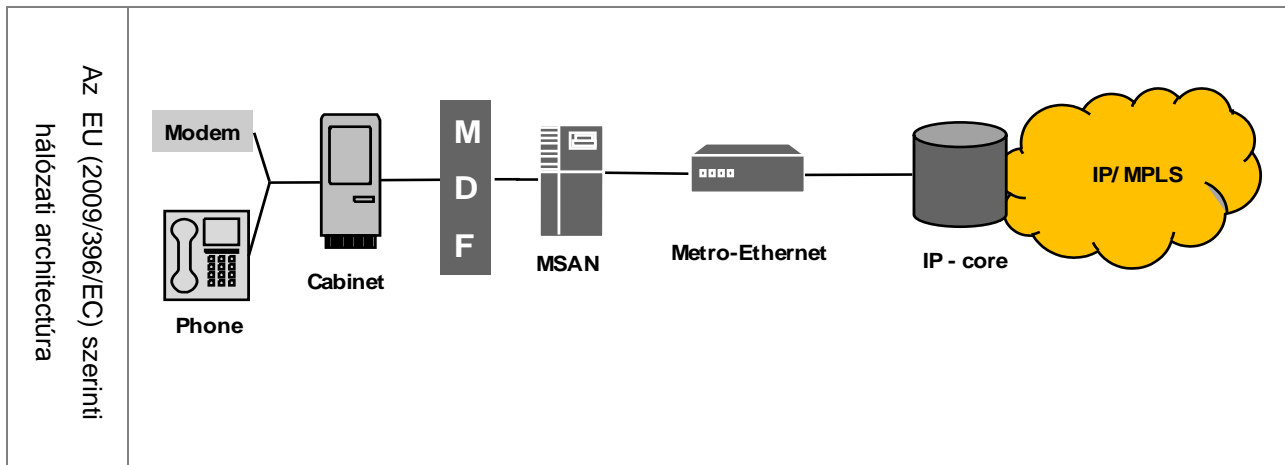 Az EU (2009/396/EC) szerinti
hálózati architectúra
Modem
Phone
Cabinet
M
D
F
MSAN
Metro-Ethernet
IP - core
IP/ MPLS